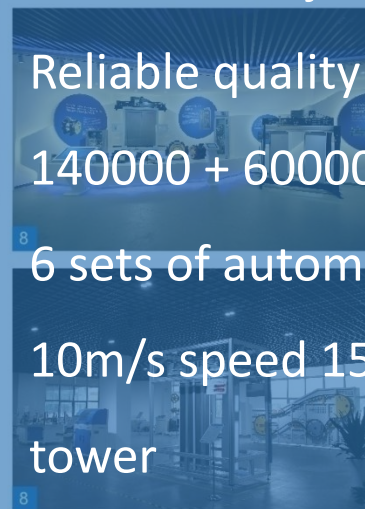 Reliable quality
140000 + 60000
8
6 sets of autom
10m/s speed 15
tower
8